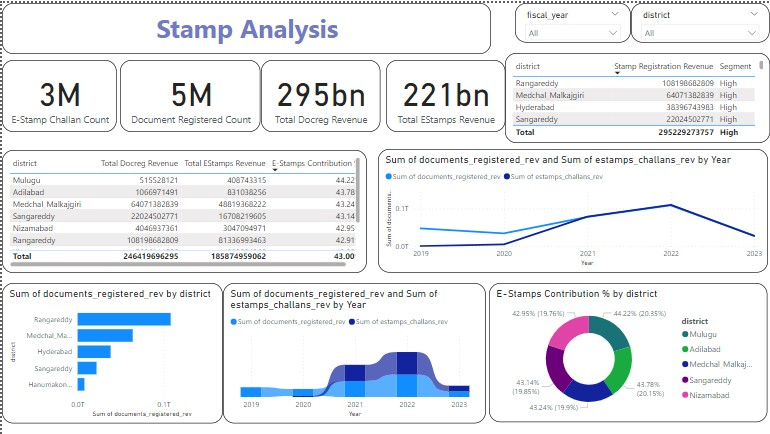 Stamp Analysis
fiscal_year
All
district
All
3M
E-Stamp Challan Count
5M
Document Registered Count
295bn
Total Docreg Revenue
221bn
Total EStamps Revenue
district Stamp Registration Revenue Segment
Rangareddy 108198682809 High
Medchal_Malkajgiri 64071382839 High
Hyderabad 38396743983 High
Sangareddy 22024502771 High
Total 295229273757 High
district Total Docreg Revenue Total EStamps Revenue E-Stamps Contribution
Mulugu 515528121 408743315 44.22
Adilabad 1066971491 831038256 43.78
Medchal_Malkajgiri 64071382839 48819368222 43.24
Sangareddy 22024502771 16708219605 43.14
Nizamabad 4046937361 3047094971 42.95
Rangareddy 108198682809 81336993463 42.91
Total 246419696295 185874959062 43.00
Sum of documents_registered_rev and Sum of estamps_challans_rev by Year
Sum of documents_registered_rev Sum of estamps_challans_rev
Sum of documents...
0.1T
0.0T
2019 2020 2021 2022 2023
Year
Sum of documents_registered_rev by district
district
Rangareddy
Medchal_Ma...
Hyderabad
Sangareddy
Hanumakon...
0.0T 0.1T
Sum of documents_registered_rev
Sum of documents_registered_rev and Sum of
estamps_challans_rev by Year
Sum of documents_registered_rev Sum of estamps_challans_rev
2019 2020 2021 2022 2023
Year
E-Stamps Contribution % by district
42.95% (19.76%)
44.22% (20.35%)
43.14%
(19.85%)
43.78%
(20.15%)
43.24% (19.9%)
district
Mulugu
Adilabad
Medchal_Malkaj...
Sangareddy
Nizamabad